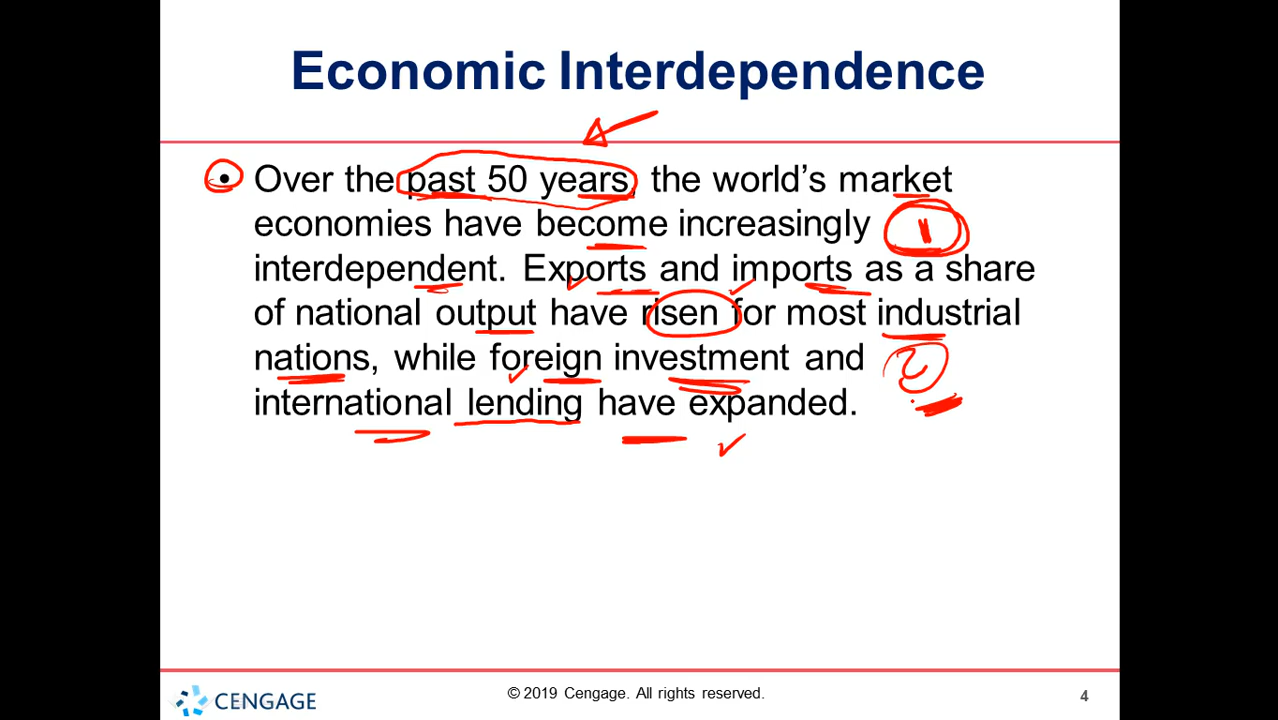 Economic Interdependence
• Over the past 50 years, the world’s market
economies have become increasingly 1
interdependent. Exports and imports as a share
of national output have risen for most industrial
nations, while foreign investment and 2
international lending have expanded.
CENGAGE
© 2019 Cengage. All rights reserved.
4